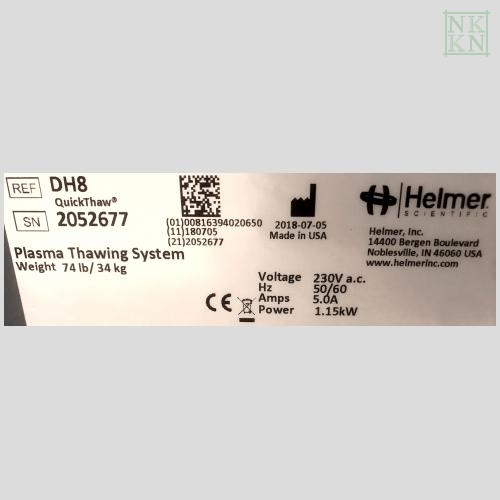 NK
KN
REF DH8
QuickThaw®
SN 2052677
(01)00816394020650
(11)180705
(21)2052677
2018-07-05
Made in USA
Helmer
SCIENTIFIC
Helmer, Inc.
14400 Bergen Boulevard
Noblesville, IN 46060 USA
www.helmerinc.com
Plasma Thawing System
Weight 74 lb/ 34 kg
Voltage 230V a.c.
Hz 50/60
Amps 5.0A
Power 1.15kW
CE